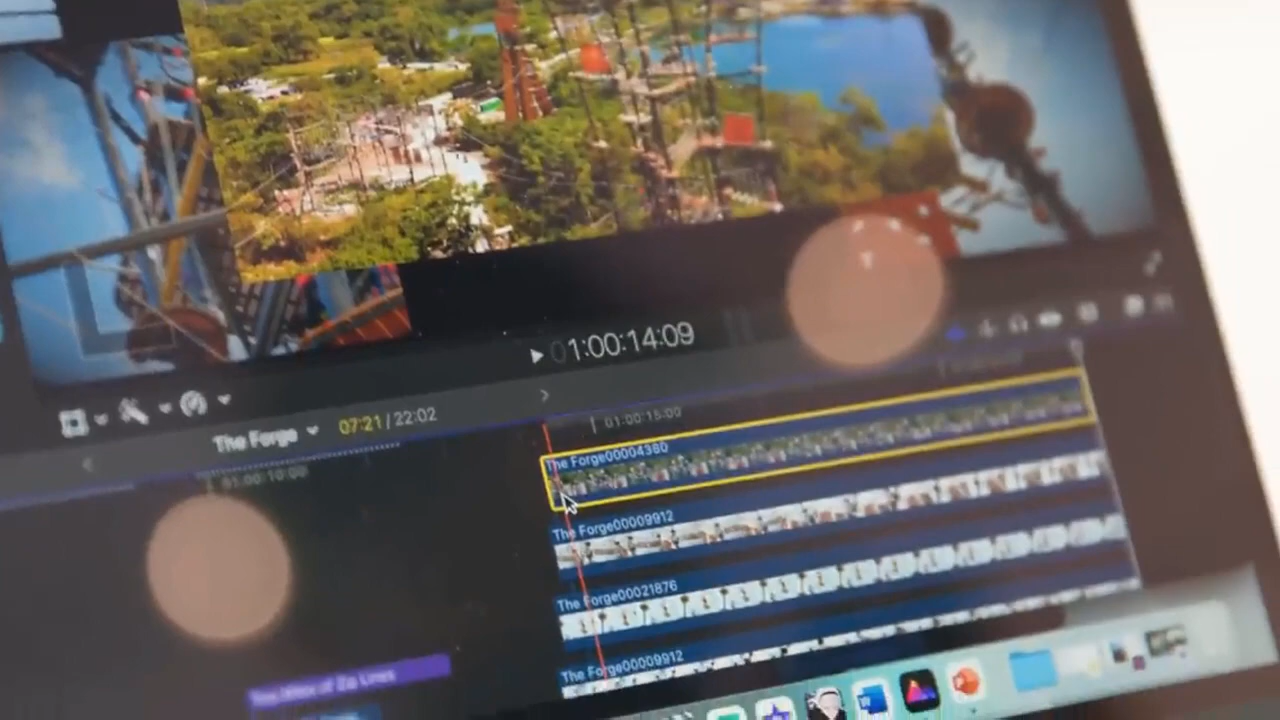 01:00:14:09
The Forge
07:21 / 22:02
01:00:10:00
01:00:15:00
The Forge00004380
The Forge00009912
The Forge00021876
The Forge00009912